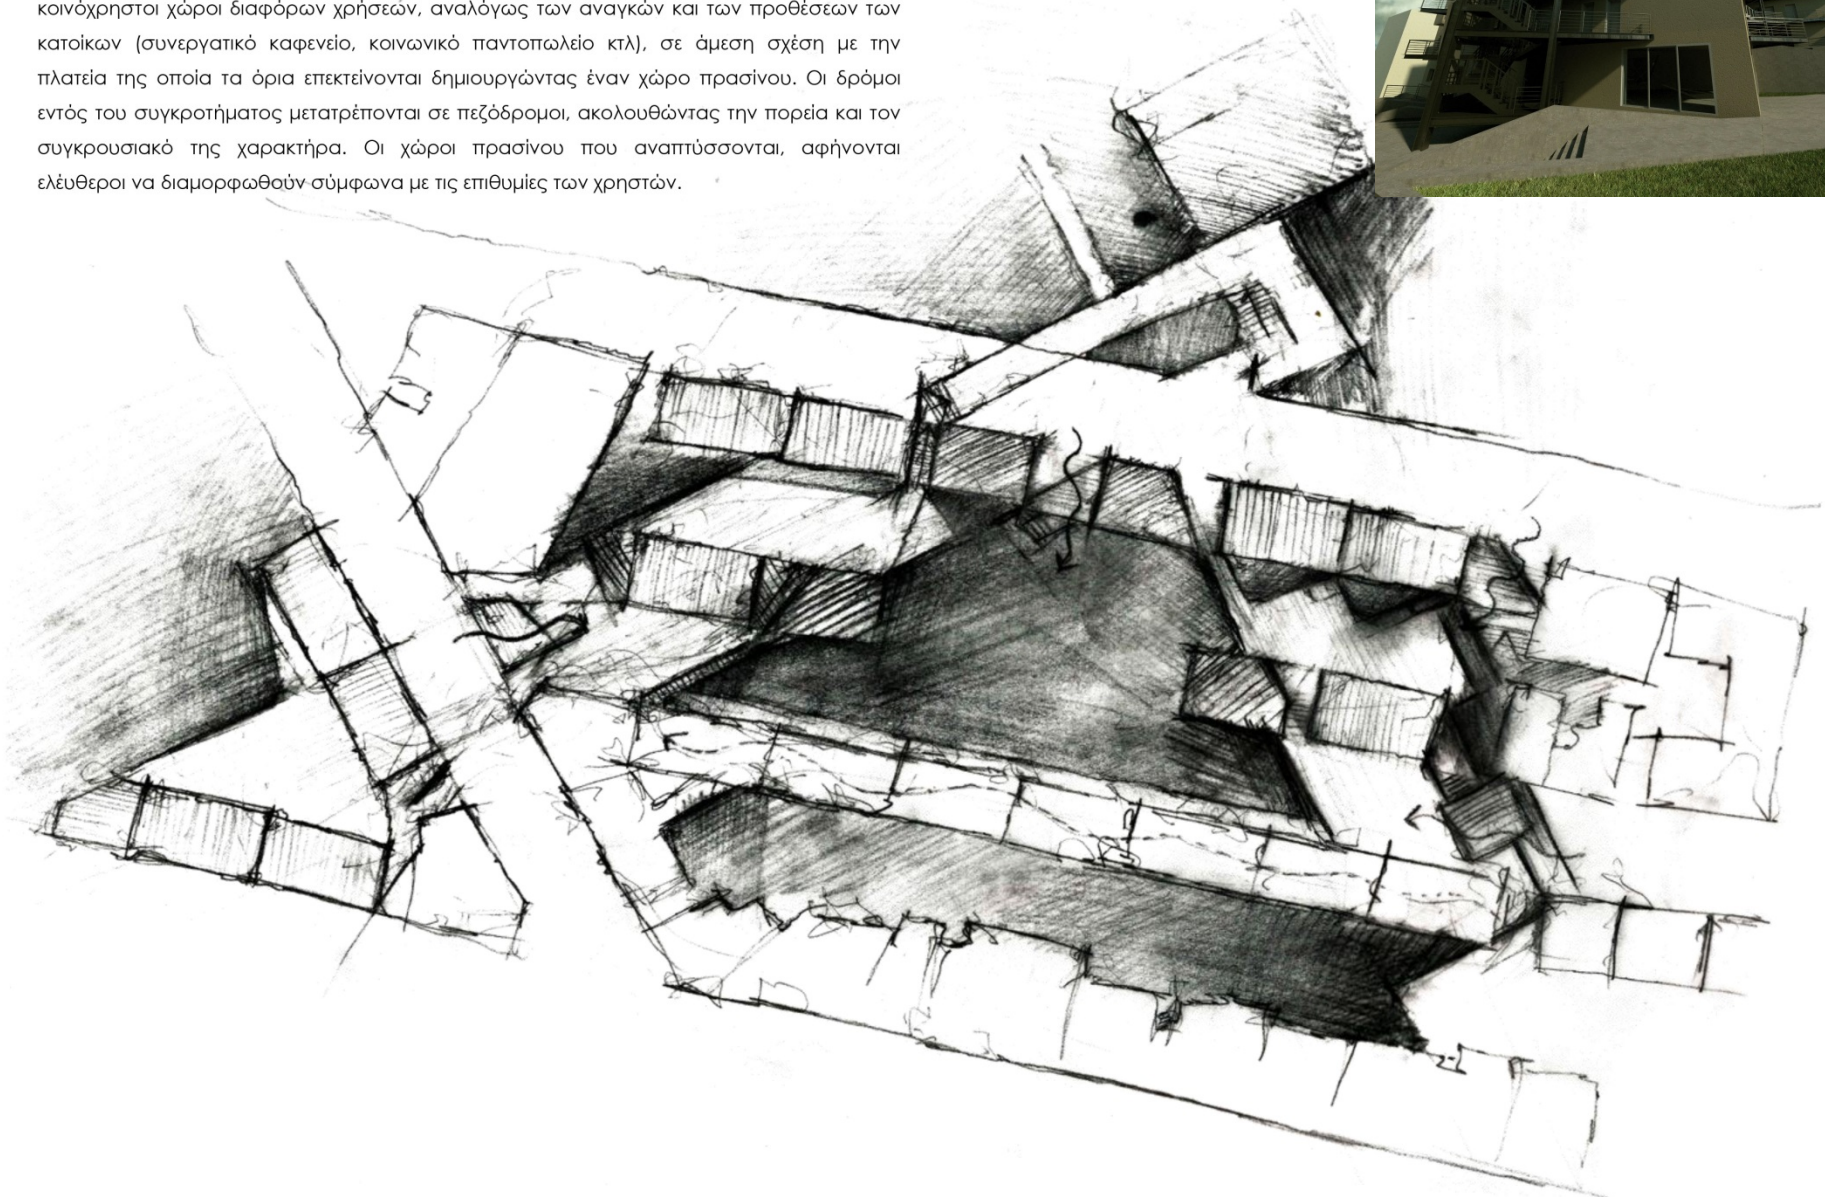 κοινόχρηστοι χώροι διαφόρων χρήσεών, αναλόγως των αναγκών και των προθέσεων των
κατοίκων (συνεργατικό καφενείο, κοινωνικό παντοπωλείο κτλ), σε άμεση σχέση με την
πλατεία της οποία τα όρια επεκτείνονται δημιουργώντας έναν χώρο πρασίνου. Οι δρόμοι
εντός του συγκροτήματος μετατρέπονται σε πεζόδρομοι, ακολουθώντας την πορεία και τον
συγκρουσιακό της χαρακτήρα. Οι χώροι πρασίνου που αναπτύσσονται, αφήνονται
ελέυθεροι να διαμορφωθούν σύμφωνα με τις επιθυμίες των χρηστών.